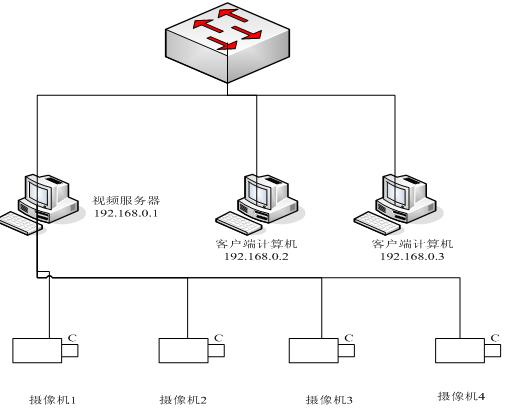 视频服务器
192.168.0.1
客户端计算机
192.168.0.2
客户端计算机
192.168.0.3
C
C
C
C
摄像机1
摄像机2
摄像机3
摄像机4